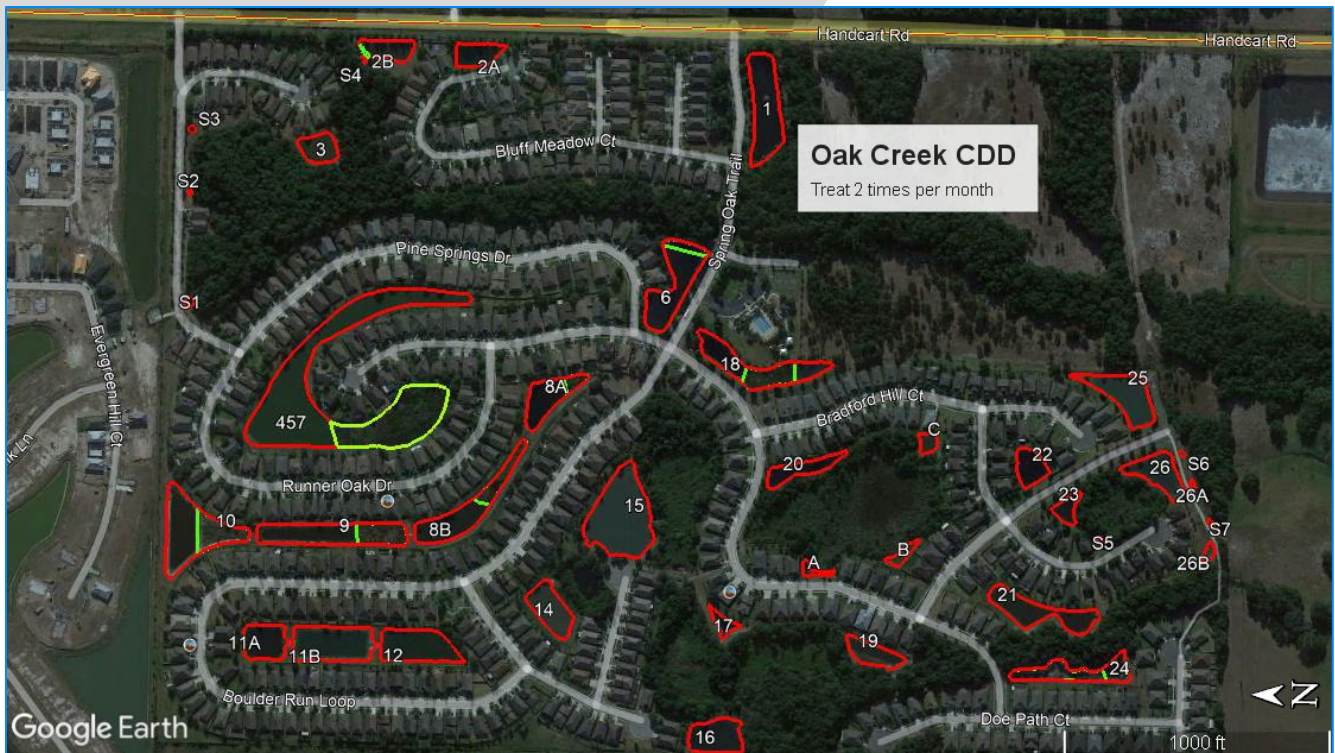 Handcart Rd
Handcart Rd
2B
2A
S4
1
S3
3
Bluff Meadow Ct
Oak Creek CDD
Treat 2 times per month
S2
Spring Oak Trail
Pine Springs Dr
6
S1
Evergreen Hill Ct
18
8A
25
Bradford Hill Ct
457
C
22
20
26
S6
Runner Oak Dr
26A
23
15
10
9
8B
S7
S5
B
26B
A
14
21
17
11A
11B
12
19
24
Boulder Run Loop
Z
Doe Path Ct
16
Google Earth
1000 ft